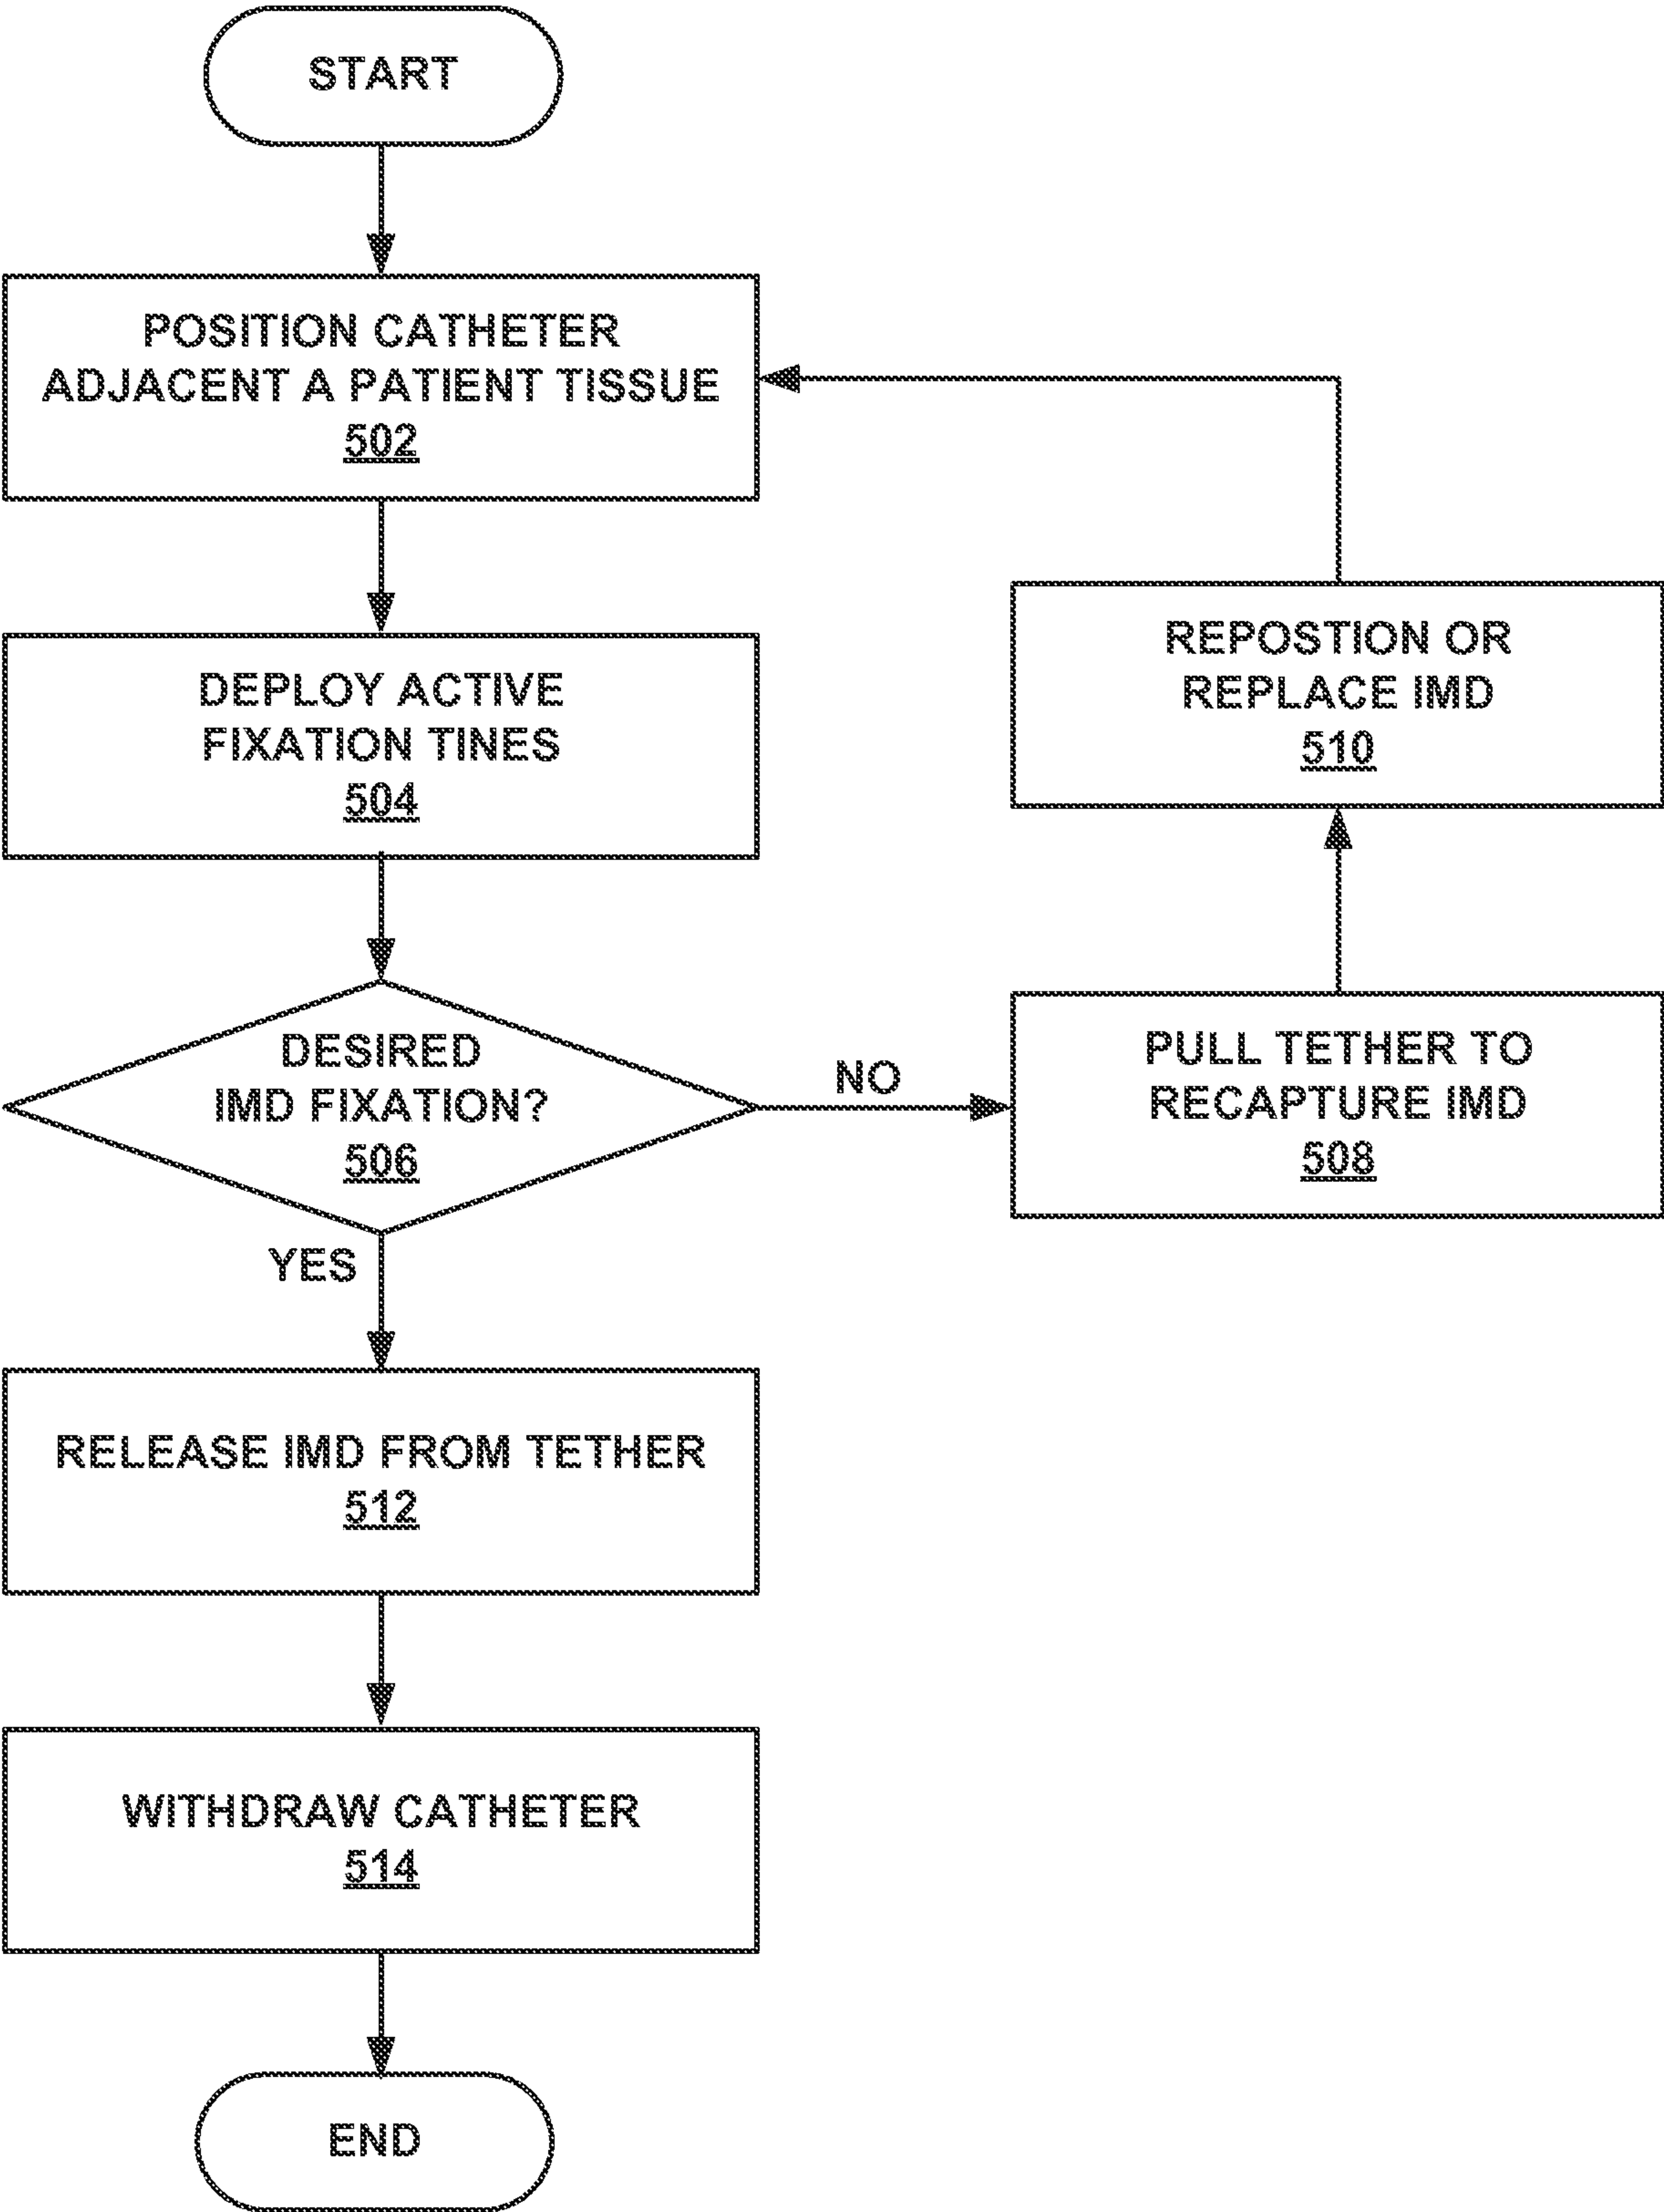 START
POSITION CATHETER
ADJACENT A PATIENT TISSUE
502
DEPLOY ACTIVE
FIXATION TINES
504
REPOSTION OR
REPLACE IMD
510
DESIRED
IMD FIXATION?
506
NO
PULL TETHER TO
RECAPTURE IMD
508
YES
RELEASE IMD FROM TETHER
512
WITHDRAW CATHETER
514
END